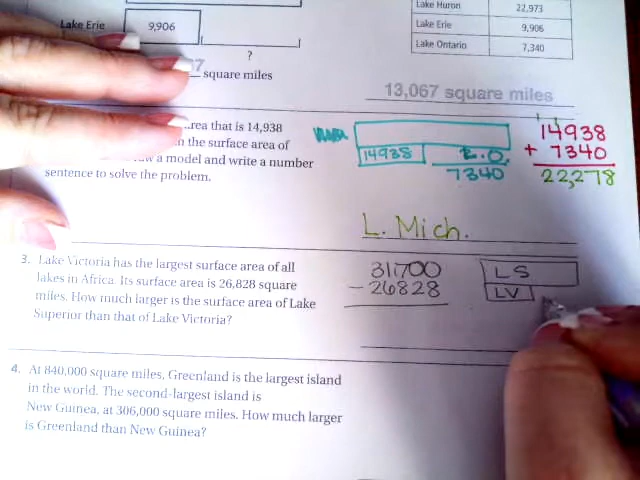 Lake Huron 22,973
Lake Erie 9,906
Lake Erie 9,906
Lake Ontario 7,340
?
7 square miles
13,067 square miles
area that is 14,938
the surface area of
a model and write a number
sentence to solve the problem.
14938 L.O.
7340
14938
+ 7340
22,278
L. Mich.
3. Lake Victoria has the largest surface area of all
lakes in Africa. Its surface area is 26,828 square
miles. How much larger is the surface area of Lake
Superior than that of Lake Victoria?
31,700
- 26828
LS
LV
4. At 840,000 square miles, Greenland is the largest island
in the world. The second-largest island is
New Guinea, at 306,000 square miles. How much larger
is Greenland than New Guinea?